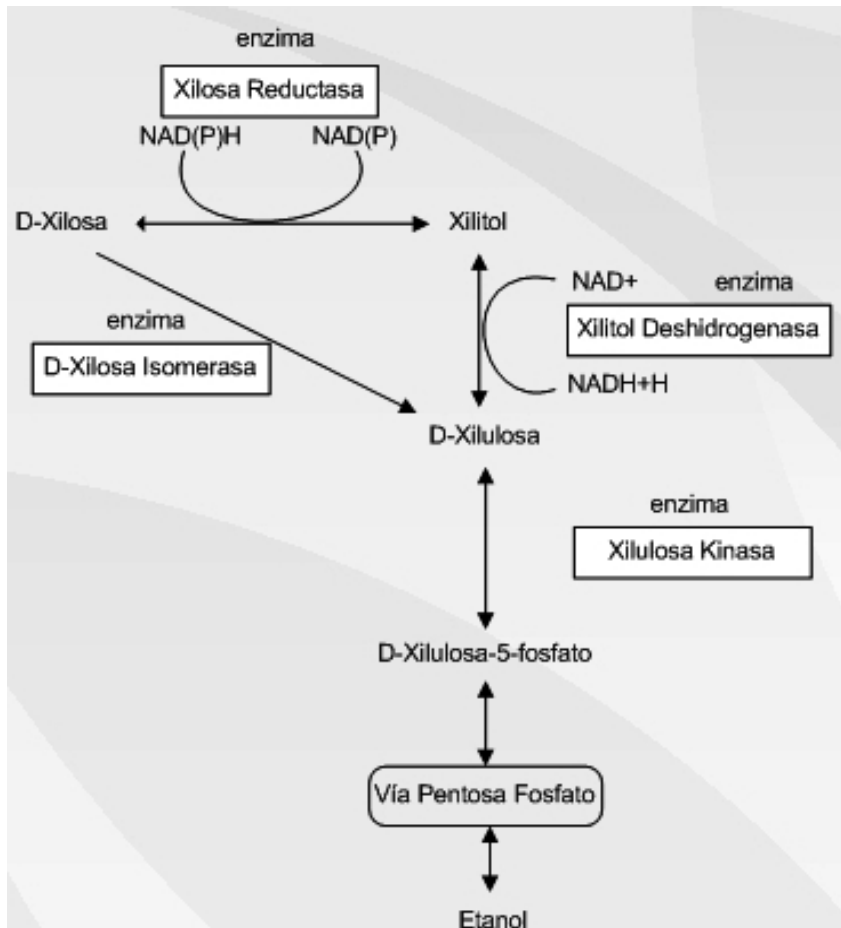 enzima
Xilosa Reductasa
NAD(P)H NAD(P)
D-Xilosa Xilitol
NAD+ enzima
enzima Xilitol Deshidrogenasa
D-Xilosa Isomerasa
NADH+H
D-Xilulosa
enzima
Xilulosa Kinasa
D-Xilulosa-5-fosfato
Vía Pentosa Fosfato
Etanol